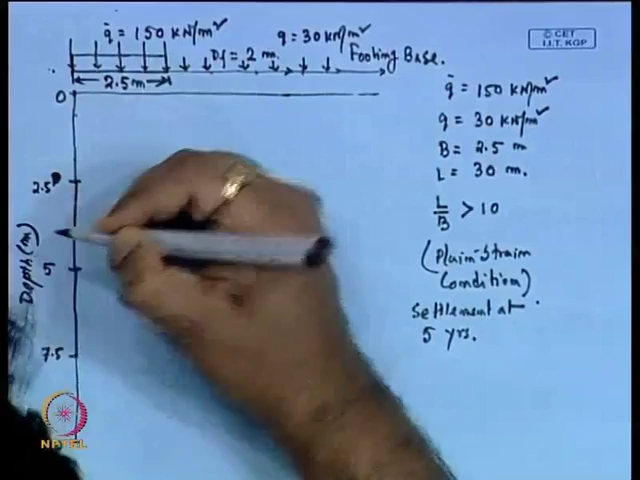 q̄ = 150 KN/m²
q = 30 KN/m²
Df = 2 m.
Footing Base.
2.5 m
0
2.5
5
7.5
Depth (m)
© CET
I.I.T. KGP
q̄ = 150 KN/m²
q = 30 KN/m²
B = 2.5 m
L = 30 m.
L/B > 10
(Plain-Strain
Condition)
Settlement at
5 yrs.
NPTEL